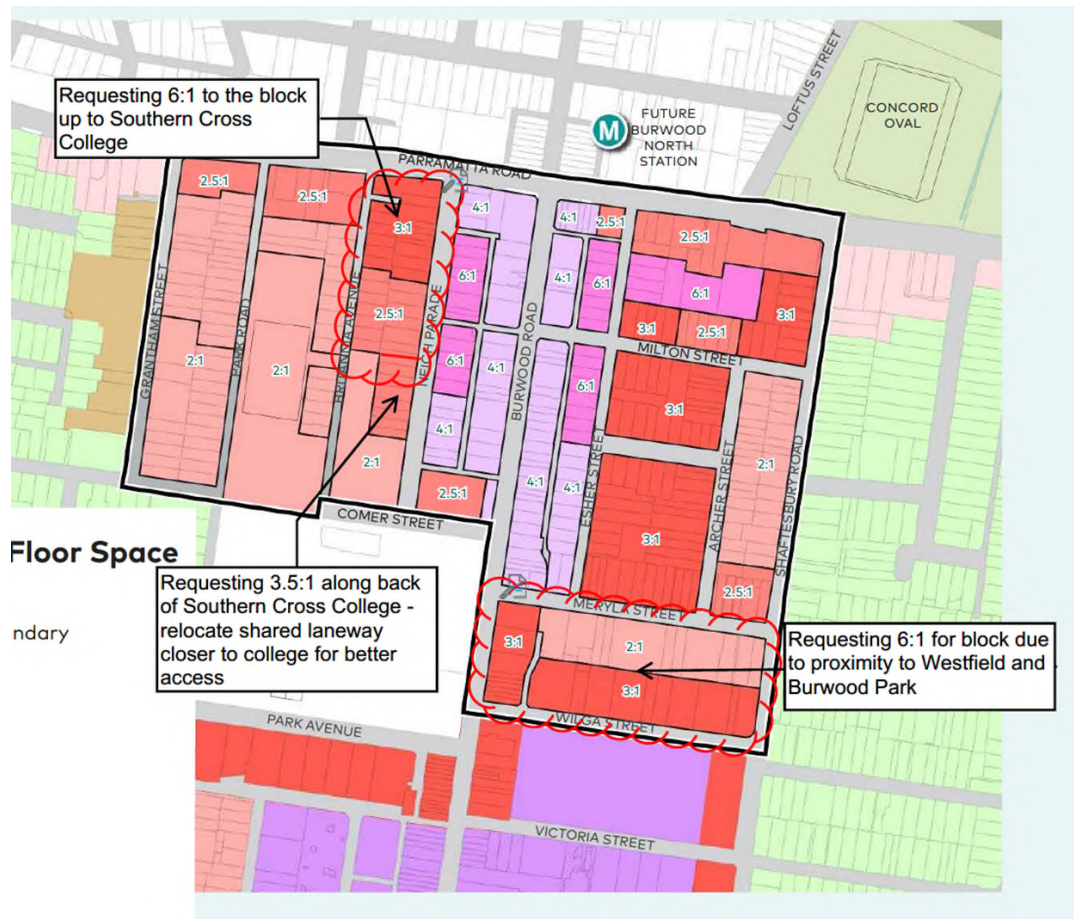 Requesting 6:1 to the block
up to Southern Cross
College
FUTURE
BURWOOD
NORTH
STATION
M
LOFTUS STREET
CONCORD
OVAL
PARRAMATTA ROAD
2.5:1
2.5:1
3:1
4:1
4:1
2.5:1
2.5:1
6:1
4:1
6:1
6:1
3:1
2.5:1
3:1
2.5:1
GRANTHAM STREET
PARK ROAD
BRITANNIA AVENUE
NEICH PARADE
BURWOOD ROAD
MILTON STREET
2:1
2:1
6:1
4:1
6:1
3:1
4:1
2:1
2:1
4:1
4:1
2.5:1
ESHER STREET
3:1
ARCHER STREET
SHAFTESBURY ROAD
COMER STREET
2.5:1
Floor Space
ndary
Requesting 3.5:1 along back
of Southern Cross College -
relocate shared laneway
closer to college for better
access
MERYLA STREET
3:1
2:1
3:1
Requesting 6:1 for block due
to proximity to Westfield and
Burwood Park
WILGA STREET
PARK AVENUE
VICTORIA STREET